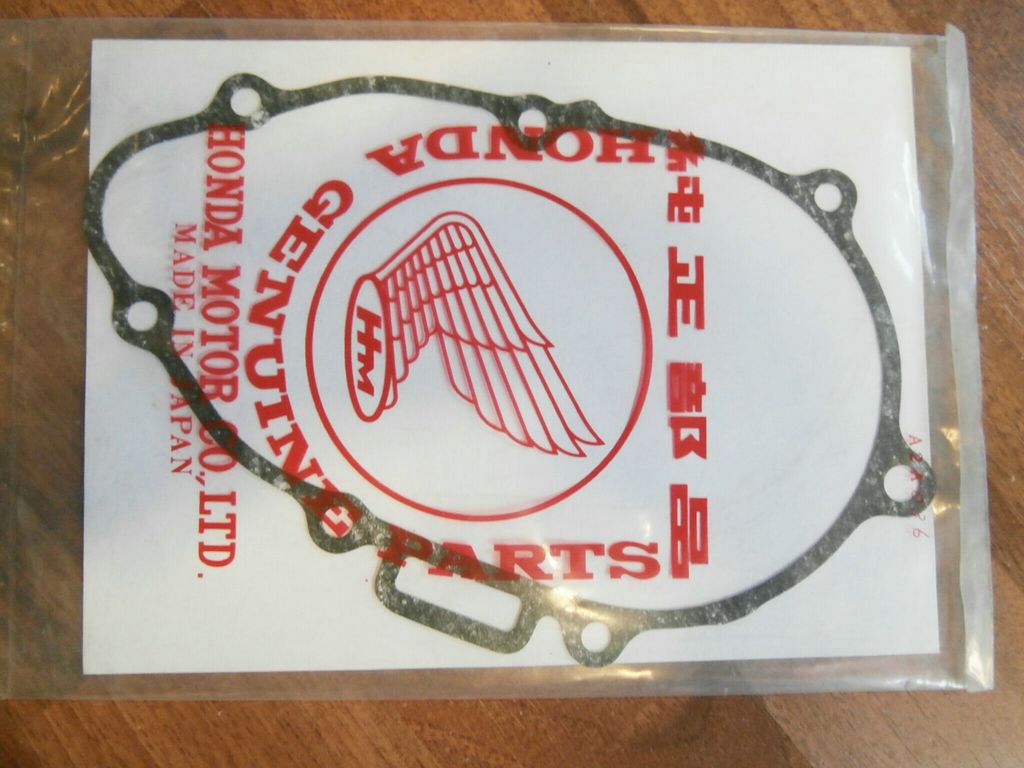 純正部品
HONDA GENUINE PARTS
HM
HONDA MOTOR CO., LTD.
MADE IN JAPAN